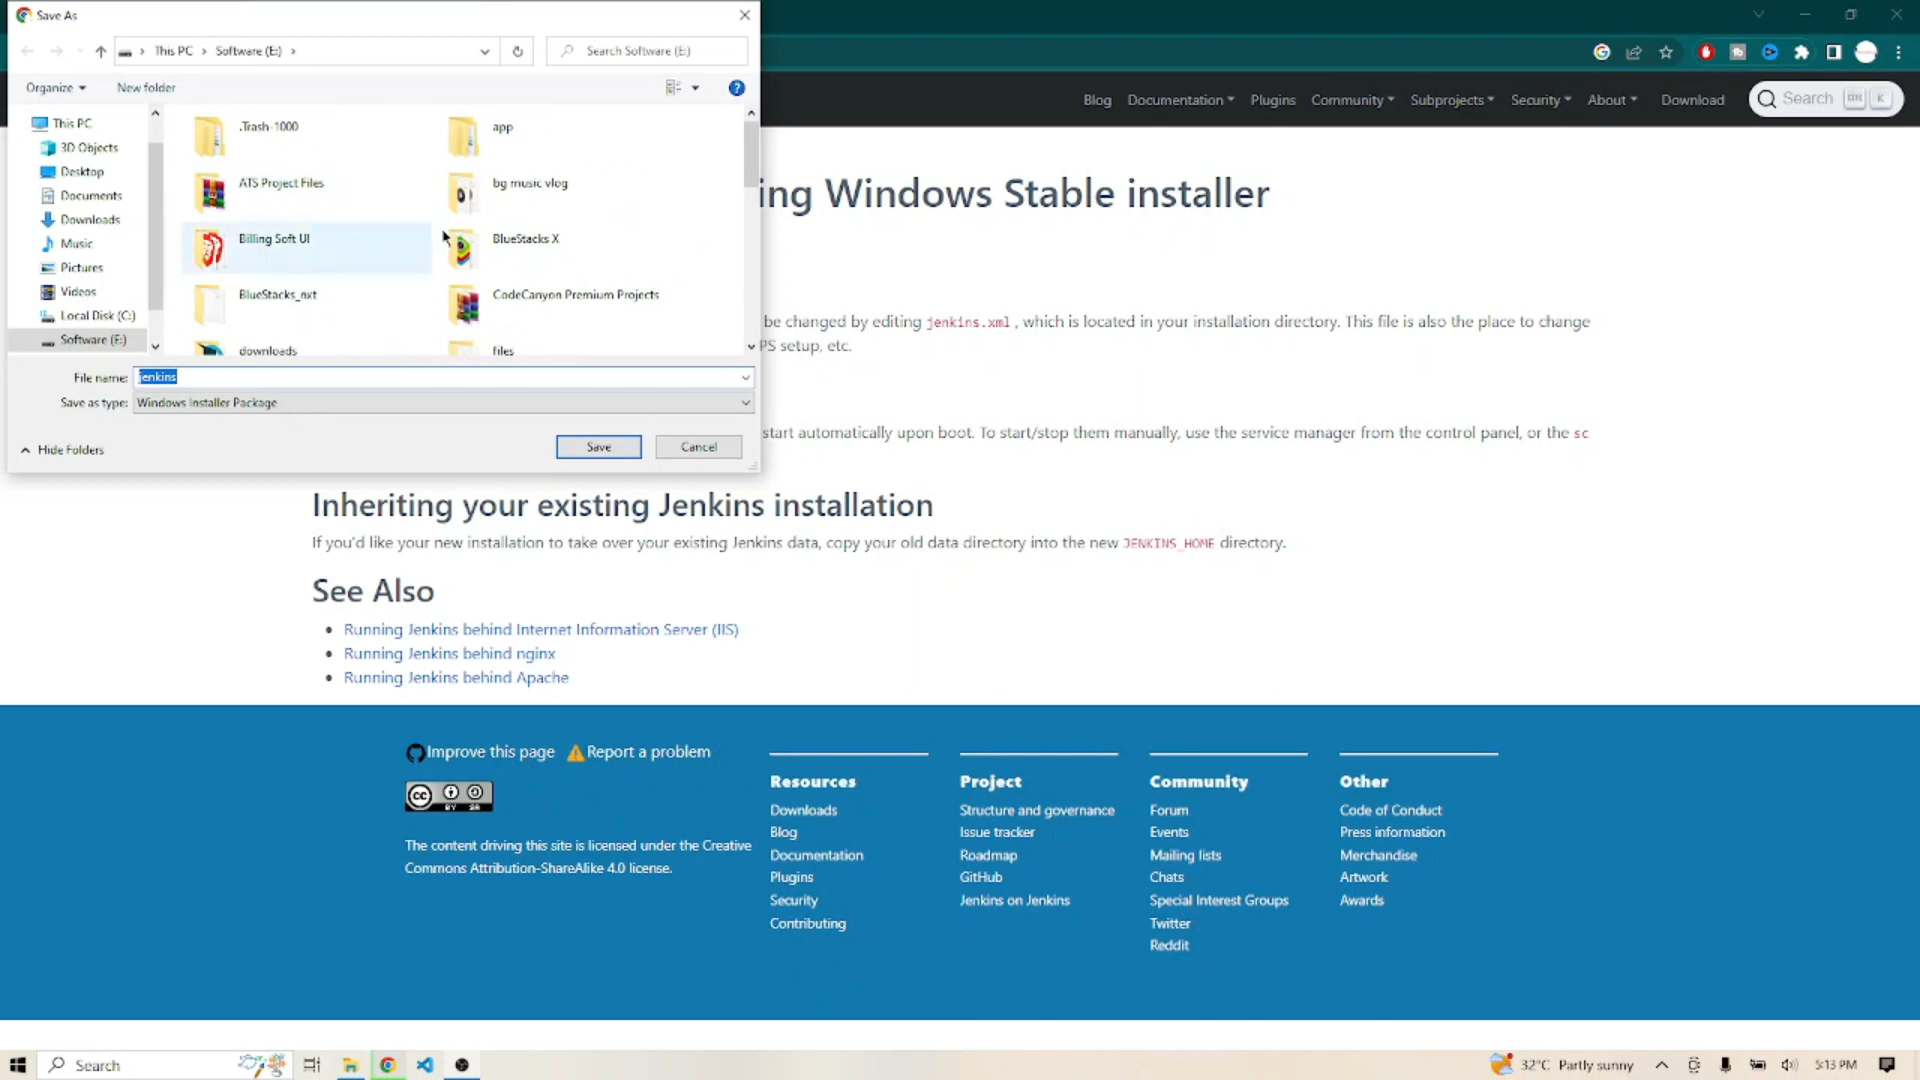 Save As
This PC
Software (E:)
Search Software (E:)
Organize
New folder
This PC
3D Objects
Desktop
Documents
Downloads
Music
Pictures
Videos
Local Disk (C:)
Software (E:)
.Trash-1000
app
ATS Project Files
bg music vlog
Billing Soft UI
BlueStacks X
BlueStacks_nxt
CodeCanyon Premium Projects
downloads
files
File name: jenkins
Save as type: Windows Installer Package
Hide Folders
Save
Cancel
Blog
Documentation
Plugins
Community
Subprojects
Security
About
Download
Search
K
ing Windows Stable installer
be changed by editing jenkins.xml , which is located in your installation directory. This file is also the place to change
PS setup, etc.
start automatically upon boot. To start/stop them manually, use the service manager from the control panel, or the sc
Inheriting your existing Jenkins installation
If you'd like your new installation to take over your existing Jenkins data, copy your old data directory into the new JENKINS_HOME directory.
See Also
Running Jenkins behind Internet Information Server (IIS)
Running Jenkins behind nginx
Running Jenkins behind Apache
Improve this page
Report a problem
CC BY SA
The content driving this site is licensed under the Creative
Commons Attribution-ShareAlike 4.0 license.
Resources
Downloads
Blog
Documentation
Plugins
Security
Contributing
Project
Structure and governance
Issue tracker
Roadmap
GitHub
Jenkins on Jenkins
Community
Forum
Events
Mailing lists
Chats
Special Interest Groups
Twitter
Reddit
Other
Code of Conduct
Press information
Merchandise
Artwork
Awards
Search
32°C Partly sunny
5:13 PM